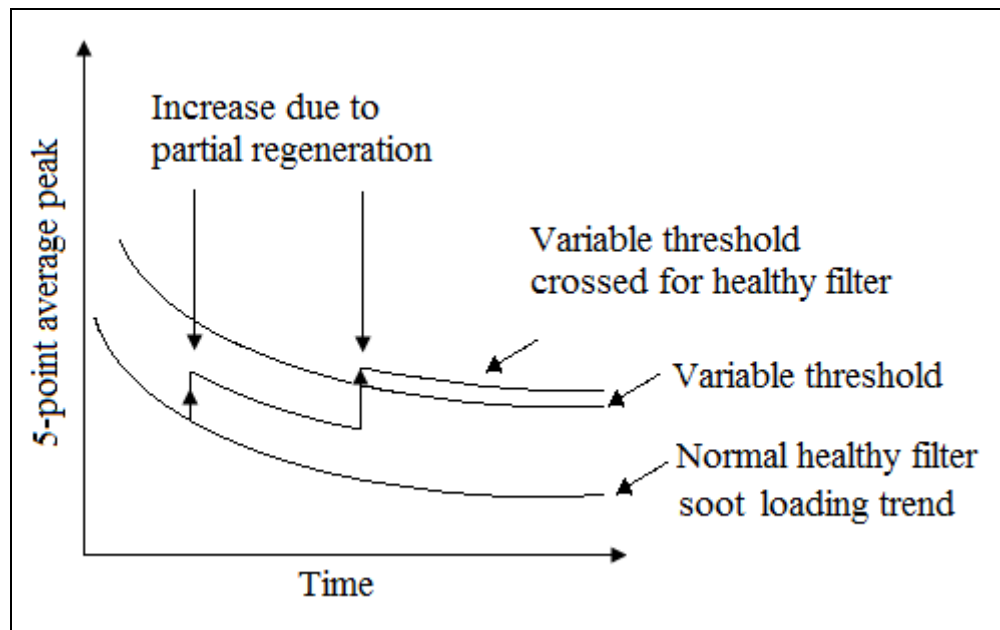 Increase due to
partial regeneration
5-point average peak
Variable threshold
crossed for healthy filter
Variable threshold
Normal healthy filter
soot loading trend
Time